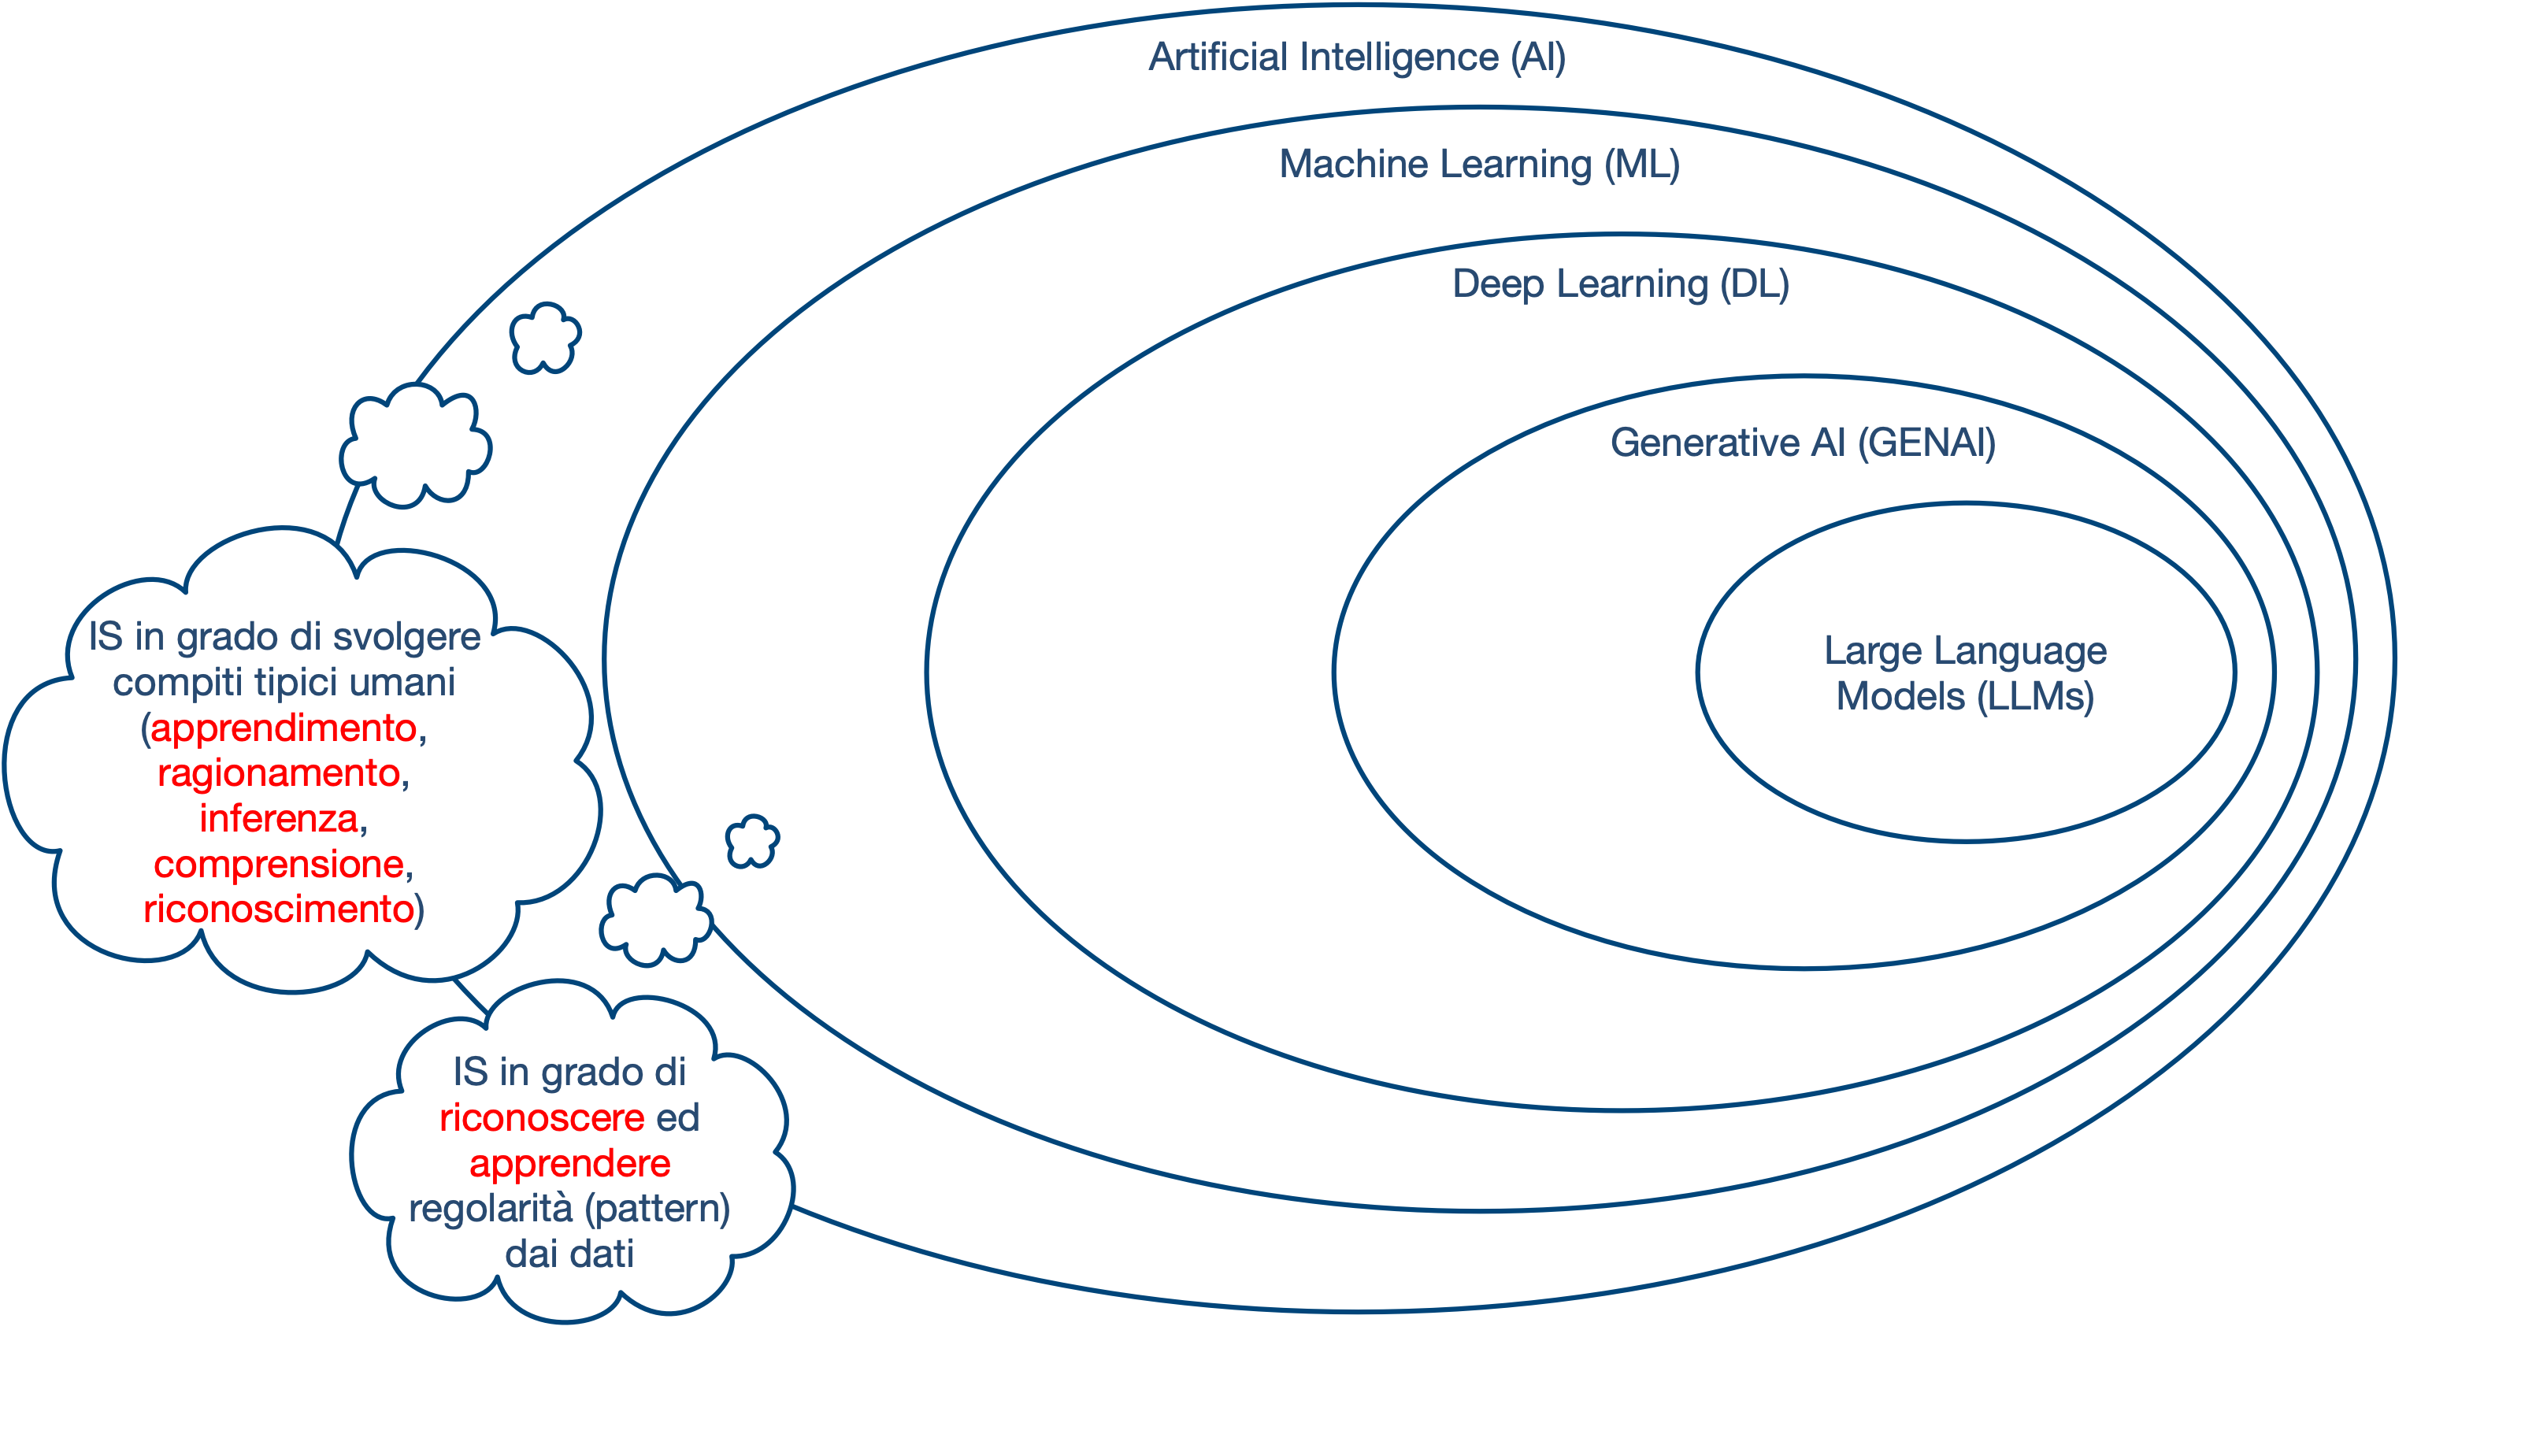 Artificial Intelligence (AI)
Machine Learning (ML)
Deep Learning (DL)
Generative AI (GENAI)
Large Language
Models (LLMs)
IS in grado di svolgere
compiti tipici umani
(apprendimento,
ragionamento,
inferenza,
comprensione,
riconoscimento)
IS in grado di
riconoscere ed
apprendere
regolarità (pattern)
dai dati